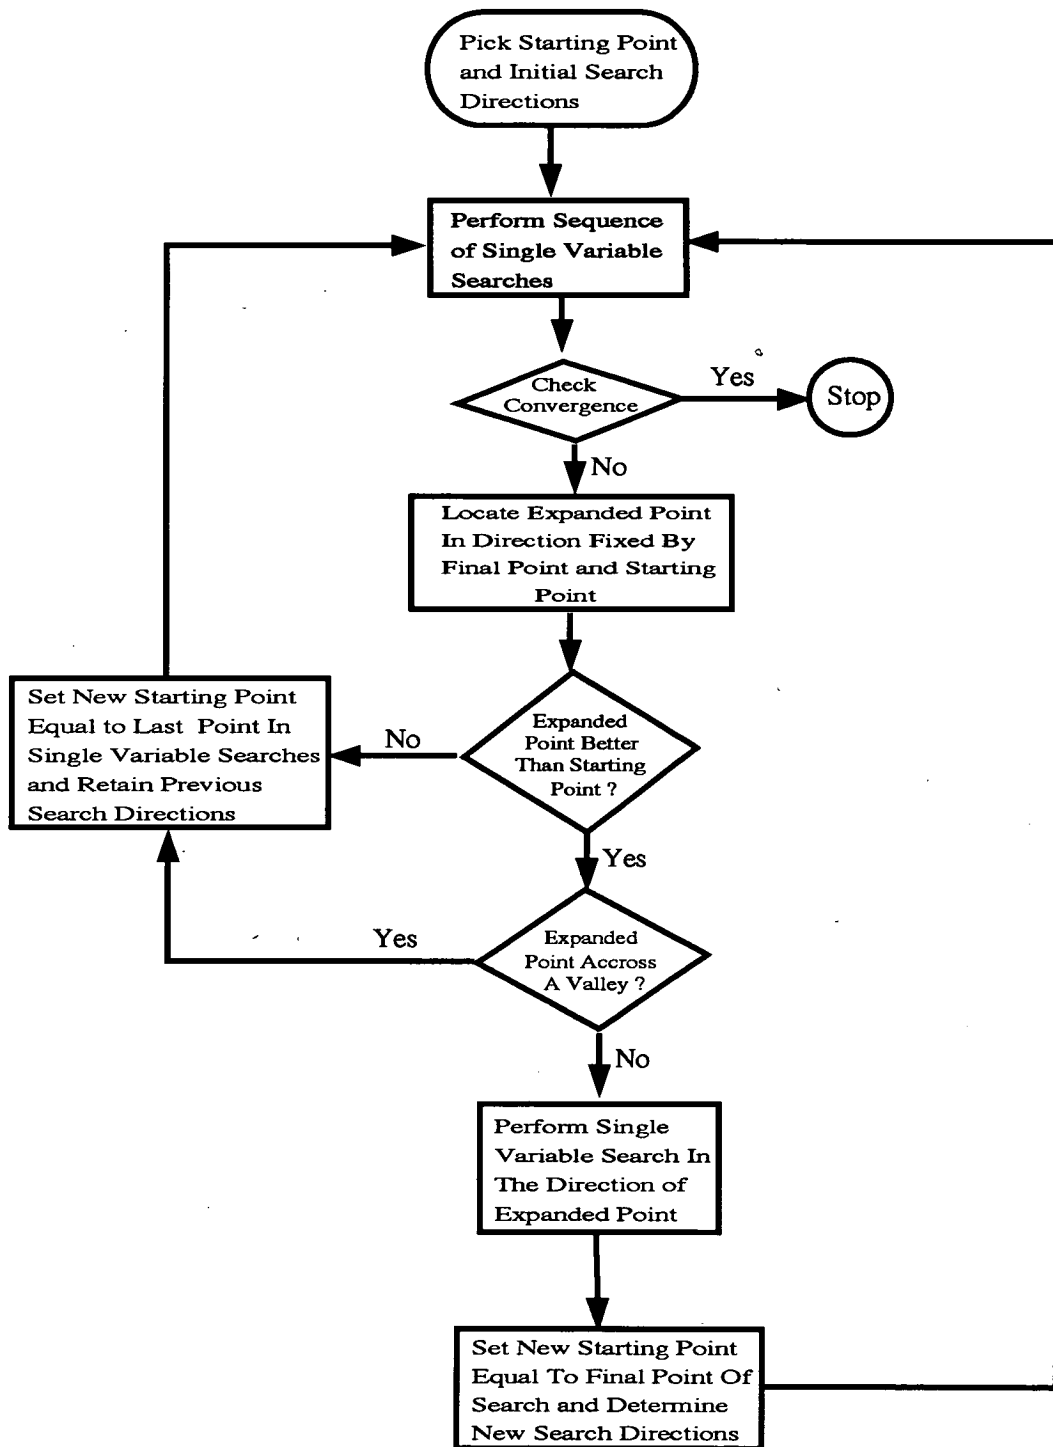 Pick Starting Point
and Initial Search
Directions
Perform Sequence
of Single Variable
Searches
Check
Convergence
Yes
Stop
No
Locate Expanded Point
In Direction Fixed By
Final Point and Starting
Point
Set New Starting Point
Equal to Last Point In
Single Variable Searches
and Retain Previous
Search Directions
No
Expanded
Point Better
Than Starting
Point ?
Yes
Yes
Expanded
Point Accross
A Valley ?
No
Perform Single
Variable Search In
The Direction of
Expanded Point
Set New Starting Point
Equal To Final Point Of
Search and Determine
New Search Directions